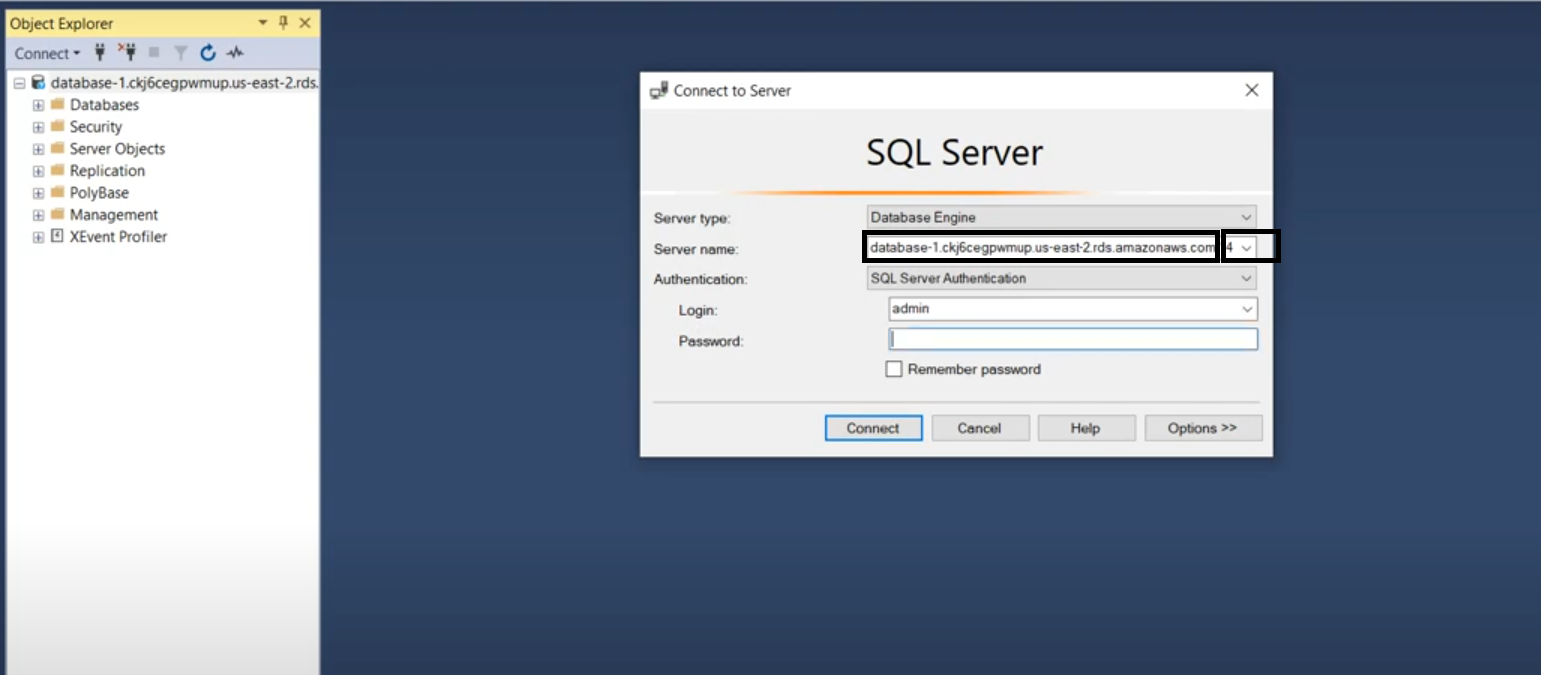 Object Explorer
Connect
database-1.ckj6cegpwmup.us-east-2.rds.
Databases
Security
Server Objects
Replication
PolyBase
Management
XEvent Profiler
Connect to Server
SQL Server
Server type: Database Engine
Server name: database-1.ckj6cegpwmup.us-east-2.rds.amazonaws.com 4
Authentication: SQL Server Authentication
Login: admin
Password:
Remember password
Connect Cancel Help Options >>